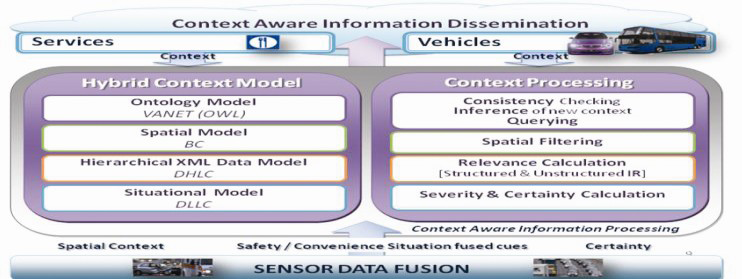 Context Aware Information Dissemination
Services
Vehicles
Context
Context
Hybrid Context Model
Ontology Model
VANET (OWL)
Spatial Model
BC
Hierarchical XML Data Model
DHLC
Situational Model
DLLC
Context Processing
Consistency Checking
Inference of new context
Querying
Spatial Filtering
Relevance Calculation
[Structured & Unstructured IR]
Severity & Certainty Calculation
Context Aware Information Processing
Spatial Context
Safety / Convenience Situation fused cues
Certainty
SENSOR DATA FUSION